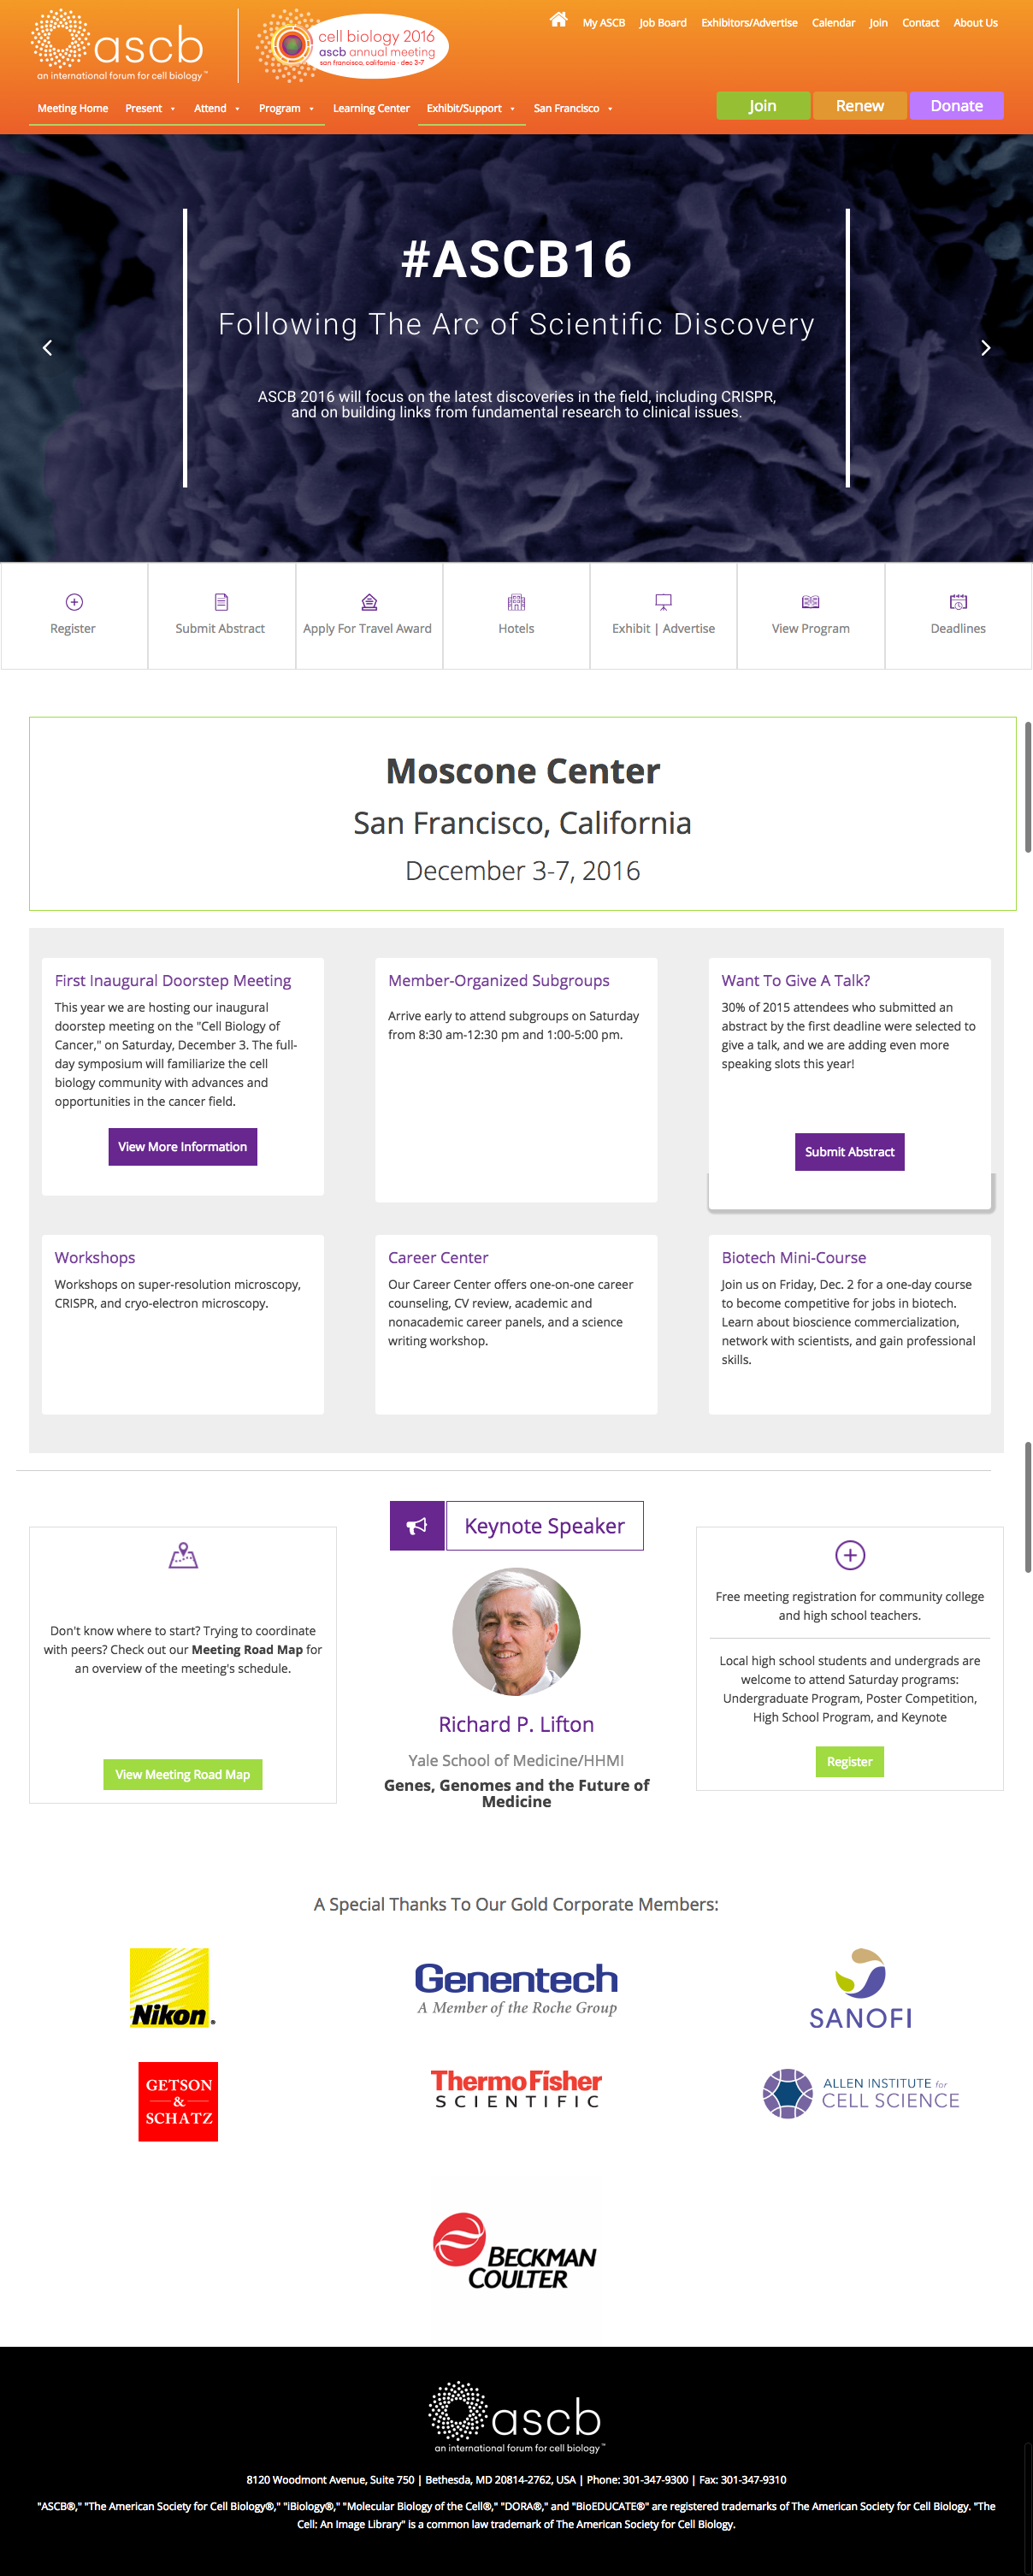 ascb
an international forum for cell biology™
cell biology 2016
ascb annual meeting
san francisco, california · dec 3-7
My ASCB Job Board Exhibitors/Advertise Calendar Join Contact About Us
Meeting Home Present Attend Program Learning Center Exhibit/Support San Francisco
Join Renew Donate
#ASCB16
Following The Arc of Scientific Discovery
ASCB 2016 will focus on the latest discoveries in the field, including CRISPR,
and on building links from fundamental research to clinical issues.
Register
Submit Abstract
Apply For Travel Award
Hotels
Exhibit | Advertise
View Program
Deadlines
Moscone Center
San Francisco, California
December 3-7, 2016
First Inaugural Doorstep Meeting
This year we are hosting our inaugural
doorstep meeting on the "Cell Biology of
Cancer," on Saturday, December 3. The full-
day symposium will familiarize the cell
biology community with advances and
opportunities in the cancer field.
View More Information
Member-Organized Subgroups
Arrive early to attend subgroups on Saturday
from 8:30 am-12:30 pm and 1:00-5:00 pm.
Want To Give A Talk?
30% of 2015 attendees who submitted an
abstract by the first deadline were selected to
give a talk, and we are adding even more
speaking slots this year!
Submit Abstract
Workshops
Workshops on super-resolution microscopy,
CRISPR, and cryo-electron microscopy.
Career Center
Our Career Center offers one-on-one career
counseling, CV review, academic and
nonacademic career panels, and a science
writing workshop.
Biotech Mini-Course
Join us on Friday, Dec. 2 for a one-day course
to become competitive for jobs in biotech.
Learn about bioscience commercialization,
network with scientists, and gain professional
skills.
Don't know where to start? Trying to coordinate
with peers? Check out our Meeting Road Map for
an overview of the meeting's schedule.
View Meeting Road Map
Keynote Speaker
Richard P. Lifton
Yale School of Medicine/HHMI
Genes, Genomes and the Future of
Medicine
Free meeting registration for community college
and high school teachers.
Local high school students and undergrads are
welcome to attend Saturday programs:
Undergraduate Program, Poster Competition,
High School Program, and Keynote
Register
A Special Thanks To Our Gold Corporate Members:
Nikon
Genentech
A Member of the Roche Group
SANOFI
GETSON
&
SCHATZ
ThermoFisher
SCIENTIFIC
ALLEN INSTITUTE for
CELL SCIENCE
BECKMAN
COULTER
ascb
an international forum for cell biology™
8120 Woodmont Avenue, Suite 750 | Bethesda, MD 20814-2762, USA | Phone: 301-347-9300 | Fax: 301-347-9310
"ASCB®," "The American Society for Cell Biology®," "iBiology®," "Molecular Biology of the Cell®," "DORA®," and "BioEDUCATE®" are registered trademarks of The American Society for Cell Biology. "The
Cell: An Image Library" is a common law trademark of The American Society for Cell Biology.